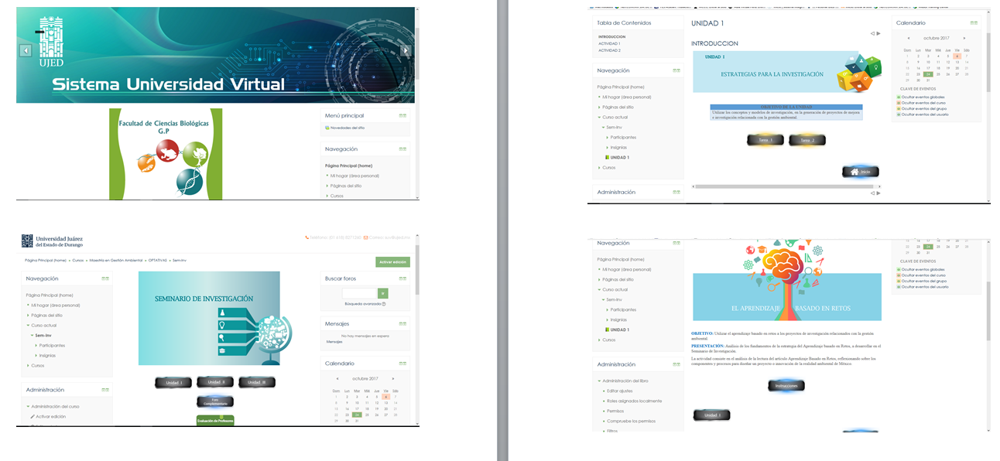 UJED
Sistema Universidad Virtual
Facultad de Ciencias Biológicas
G.P
Menú principal
Novedades del sitio
Navegación
Página Principal (home)
Mi hogar (área personal)
Páginas del sitio
Cursos
Universidad Juárez
del Estado de Durango
Página Principal (home) » Cursos » Maestría en Gestión Ambiental » OPTATIVAS » Sem-Inv
Activar edición
Navegación
Página Principal (home)
Mi hogar (área personal)
Páginas del sitio
Curso actual
Sem-Inv
Participantes
Insignias
Cursos
Administración
Administración del curso
Activar edición
SEMINARIO DE INVESTIGACIÓN
Unidad I
Unidad II
Unidad III
Foro
Complementario
Evaluación de Profesores
Buscar foros
Búsqueda avanzada
Mensajes
No hay mensajes en espera
Mensajes
Calendario
octubre 2017
Dom Lun Mar Mié Jue Vie Sáb
1 2 3 4 5 6 7
8 9 10 11 12 13 14
15 16 17 18 19 20 21
22 23 24 25 26 27 28
29 30 31
Tabla de Contenidos
INTRODUCCION
ACTIVIDAD 1
ACTIVIDAD 2
Navegación
Página Principal (home)
Mi hogar (área personal)
Páginas del sitio
Curso actual
Sem-Inv
Participantes
Insignias
UNIDAD 1
Cursos
Administración
UNIDAD 1
INTRODUCCION
UNIDAD I
ESTRATEGIAS PARA LA INVESTIGACIÓN
OBJETIVO DE LA UNIDAD
Utilizar los conceptos y modelos de investigación, en la generación de proyectos de mejora
e investigación relacionada con la gestión ambiental.
Tarea 1
Tarea 2
Inicio
Calendario
octubre 2017
Dom Lun Mar Mié Jue Vie Sáb
1 2 3 4 5 6 7
8 9 10 11 12 13 14
15 16 17 18 19 20 21
22 23 24 25 26 27 28
29 30 31
CLAVE DE EVENTOS
Ocultar eventos globales
Ocultar eventos del curso
Ocultar eventos del grupo
Ocultar eventos del usuario
Navegación
Página Principal (home)
Mi hogar (área personal)
Páginas del sitio
Curso actual
Sem-Inv
Participantes
Insignias
UNIDAD 1
Cursos
Administración
Administración del libro
Editar ajustes
Roles asignados localmente
Permisos
Compruebe los permisos
Filtros
EL APRENDIZAJE BASADO EN RETOS
OBJETIVO: Utilizar el aprendizaje basado en retos a los proyectos de investigación relacionados con la gestión
ambiental.
PRESENTACIÓN: Análisis de los fundamentos de la estrategia del Aprendizaje basado en Retos, a desarrollar en el
Seminario de Investigación.
La actividad consiste en el análisis de la lectura del artículo Aprendizaje Basado en Retos, reflexionando sobre los
componentes y procesos para diseñar un proyecto o innovación de la realidad ambiental de México.
Instrucciones
Unidad I
22 23 24 25 26 27 28
29 30 31
CLAVE DE EVENTOS
Ocultar eventos globales
Ocultar eventos del curso
Ocultar eventos del grupo
Ocultar eventos del usuario